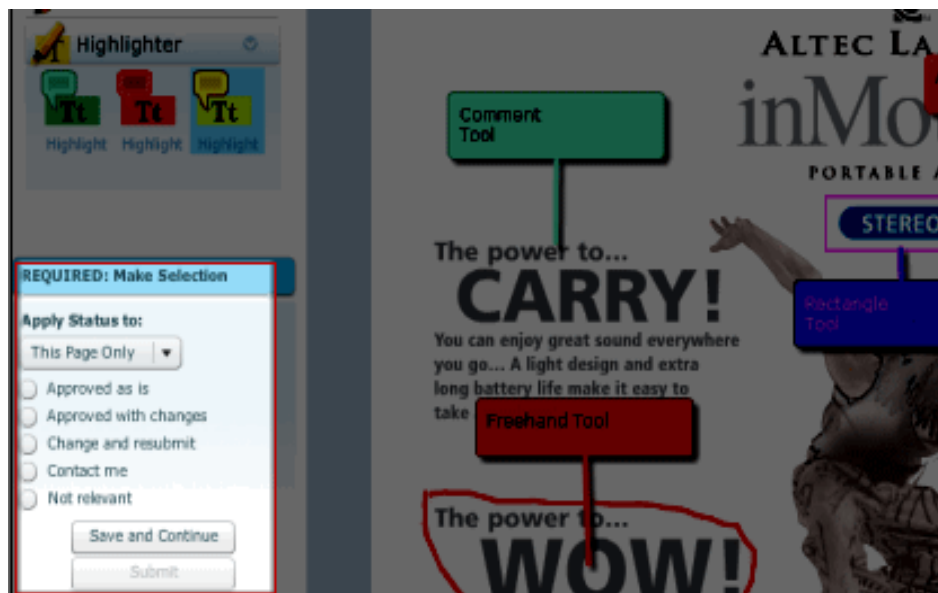 Highlighter
Tt Tt Tt
Highlight Highlight Highlight
REQUIRED: Make Selection
Apply Status to:
This Page Only
Approved as is
Approved with changes
Change and resubmit
Contact me
Not relevant
Save and Continue
Submit
ALTEC LA
inMo
PORTABLE A
Comment
Tool
STEREO
Rectangle
Tool
The power to...
CARRY!
You can enjoy great sound everywhere
you go... A light design and extra
long battery life make it easy to
take
Freehand Tool
The power to...
WOW!